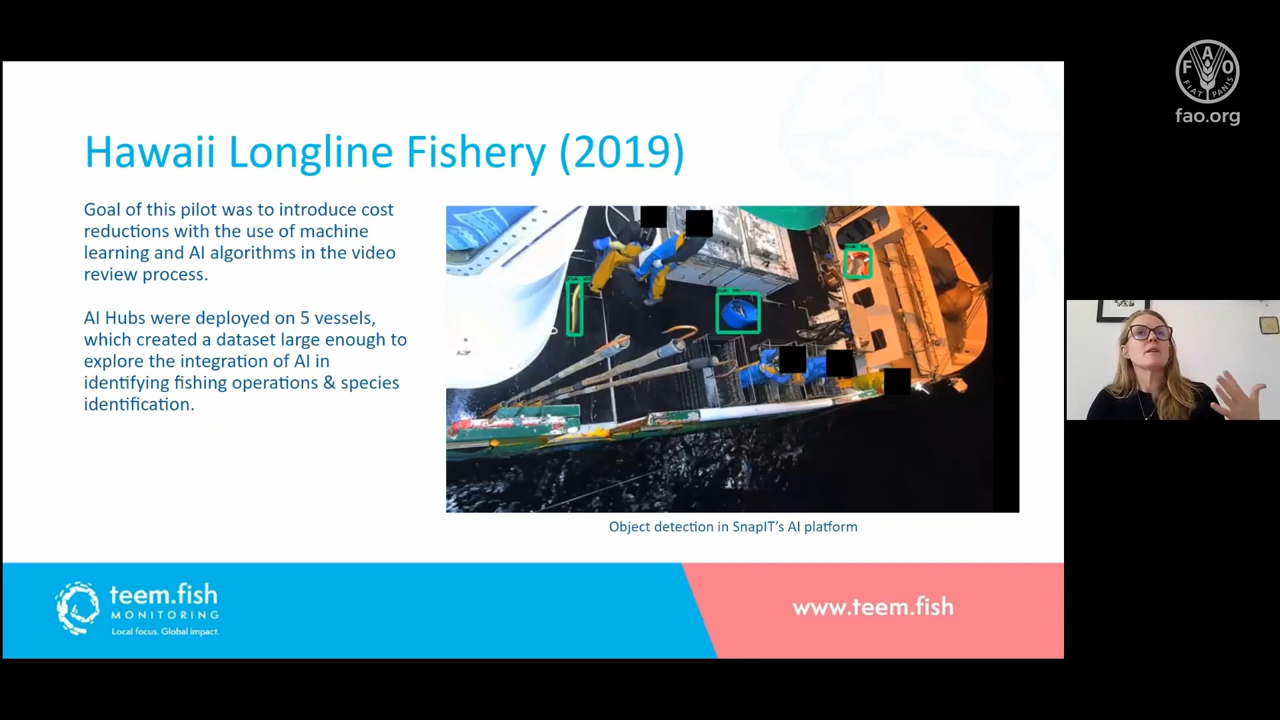 F A O
FIAT PANIS
fao.org
Hawaii Longline Fishery (2019)
Goal of this pilot was to introduce cost
reductions with the use of machine
learning and AI algorithms in the video
review process.
AI Hubs were deployed on 5 vessels,
which created a dataset large enough to
explore the integration of AI in
identifying fishing operations & species
identification.
Object detection in SnapIT's AI platform
teem.fish
MONITORING
Local focus. Global impact.
www.teem.fish